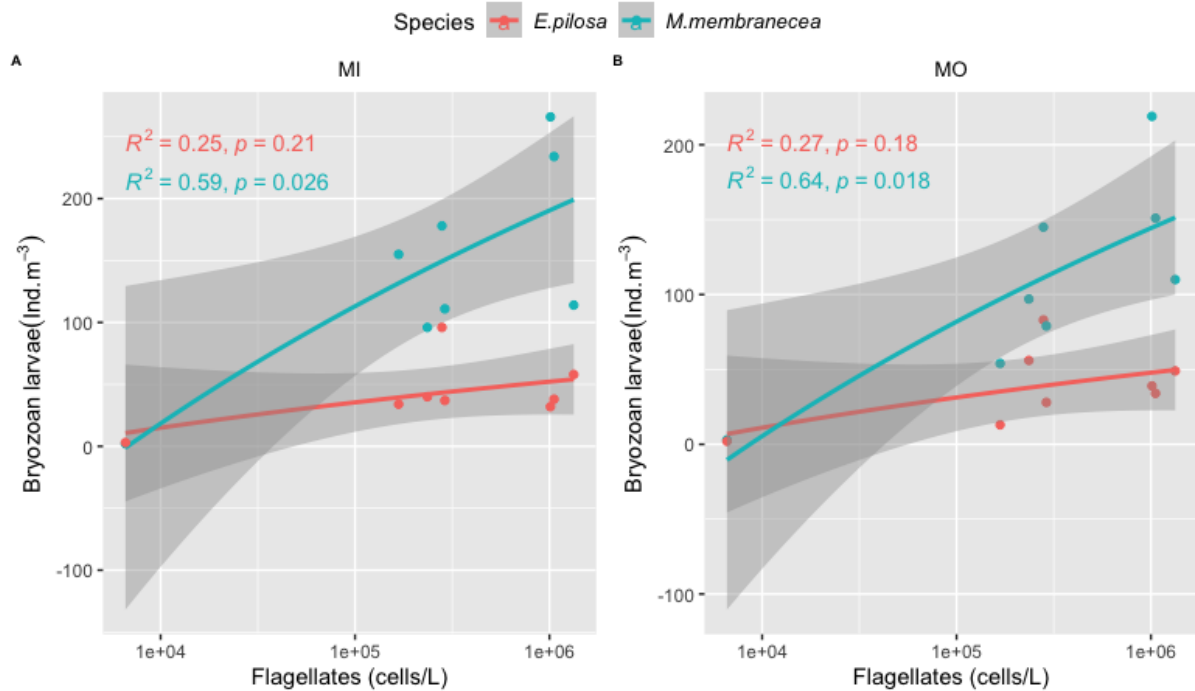 Species E.pilosa M.membranecea
A
MI
R² = 0.25, p = 0.21
R² = 0.59, p = 0.026
200
100
0
-100
Bryozoan larvae(Ind.m⁻³)
1e+04 1e+05 1e+06
Flagellates (cells/L)
B
MO
R² = 0.27, p = 0.18
R² = 0.64, p = 0.018
200
100
0
-100
Bryozoan larvae(Ind.m⁻³)
1e+04 1e+05 1e+06
Flagellates (cells/L)